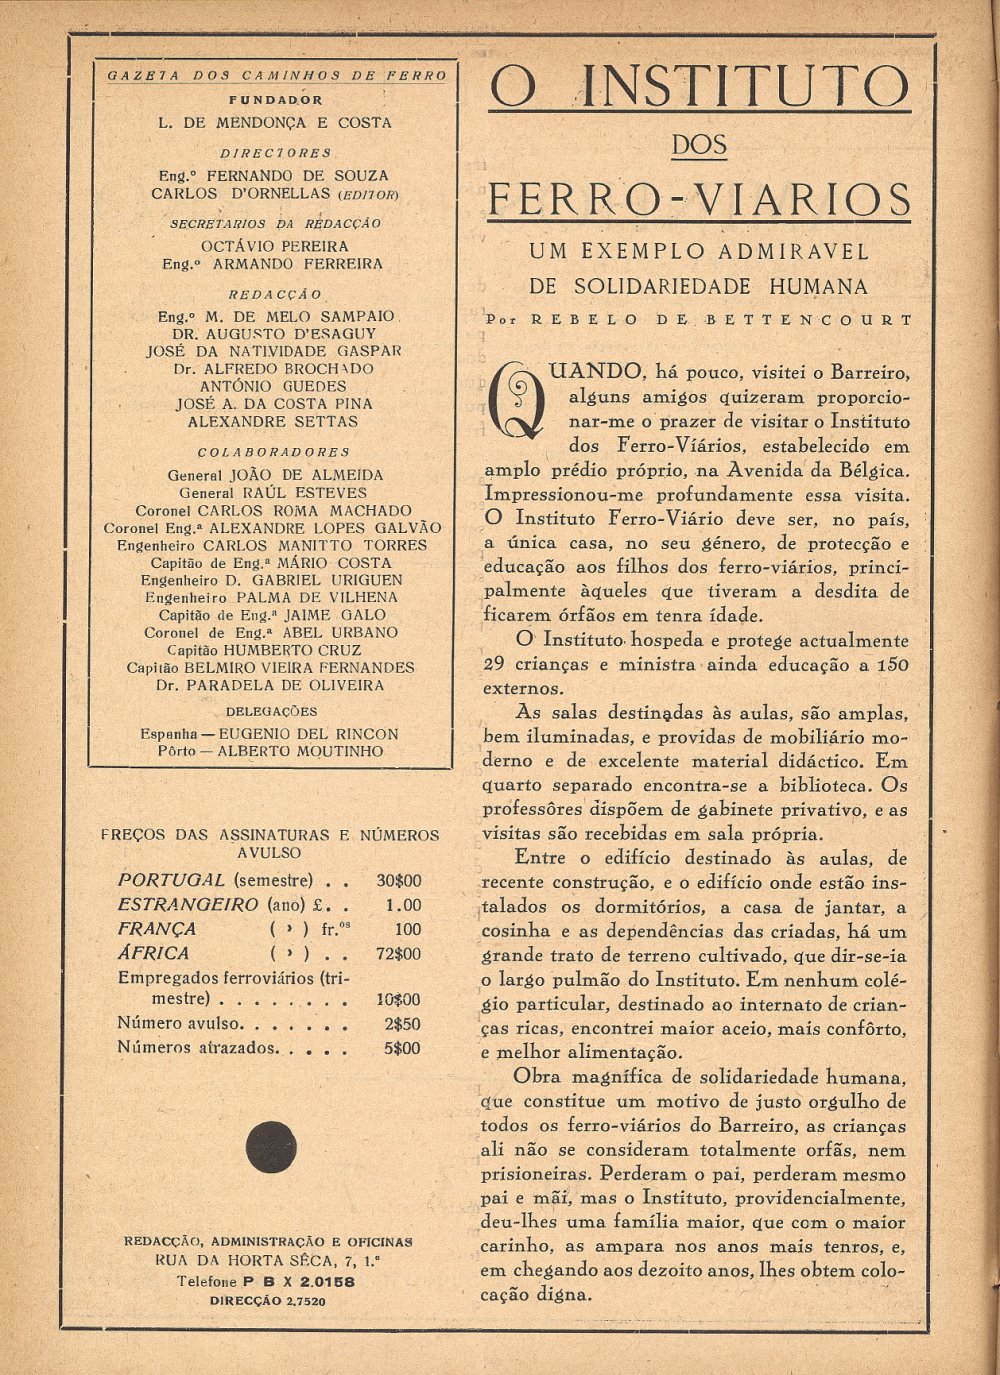 GAZETA DOS CAMINHOS DE FERRO
FUNDADOR
L. DE MENDONÇA E COSTA
DIRECTORES
Eng.º FERNANDO DE SOUZA
CARLOS D'ORNELLAS (EDITOR)
SECRETARIOS DA REDACÇÃO
OCTÁVIO PEREIRA
Eng.º ARMANDO FERREIRA
REDACÇÃO
Eng.º M. DE MELO SAMPAIO
DR. AUGUSTO D'ESAGUY
JOSÉ DA NATIVIDADE GASPAR
Dr. ALFREDO BROCHADO
ANTÓNIO GUEDES
JOSÉ A. DA COSTA PINA
ALEXANDRE SETTAS
COLABORADORES
General JOÃO DE ALMEIDA
General RAÚL ESTEVES
Coronel CARLOS ROMA MACHADO
Coronel Eng.ª ALEXANDRE LOPES GALVÃO
Engenheiro CARLOS MANITTO TORRES
Capitão de Eng.ª MÁRIO COSTA
Engenheiro D. GABRIEL URIGUEN
Engenheiro PALMA DE VILHENA
Capitão de Eng.ª JAIME GALO
Coronel de Eng.ª ABEL URBANO
Capitão HUMBERTO CRUZ
Capitão BELMIRO VIEIRA FERNANDES
Dr. PARADELA DE OLIVEIRA
DELEGAÇÕES
Espanha — EUGENIO DEL RINCON
Pôrto — ALBERTO MOUTINHO
PREÇOS DAS ASSINATURAS E NÚMEROS
AVULSO
PORTUGAL (semestre) . . 30$00
ESTRANGEIRO (ano) £. . 1.00
FRANÇA ( » ) fr.os 100
ÁFRICA ( » ) . . 72$00
Empregados ferroviários (tri-
mestre) . . . . . . . . 10$00
Número avulso. . . . . . . 2$50
Números atrazados. . . . . 5$00
REDACÇÃO, ADMINISTRAÇÃO E OFICINAS
RUA DA HORTA SÊCA, 7, 1.º
Telefone P B X 2.0158
DIRECÇÃO 2.7520
O INSTITUTO
DOS
FERRO-VIARIOS
UM EXEMPLO ADMIRAVEL
DE SOLIDARIEDADE HUMANA
Por REBELO DE BETTENCOURT
QUANDO, há pouco, visitei o Barreiro,
alguns amigos quizeram proporcio-
nar-me o prazer de visitar o Instituto
dos Ferro-Víários, estabelecido em
amplo prédio próprio, na Avenida da Bélgica.
Impressionou-me profundamente essa visita.
O Instituto Ferro-Viário deve ser, no país,
a única casa, no seu género, de protecção e
educação aos filhos dos ferro-viários, princi-
palmente àqueles que tiveram a desdita de
ficarem órfãos em tenra ídade.
O Instituto hospeda e protege actualmente
29 crianças e ministra ainda educação a 150
externos.
As salas destinadas às aulas, são amplas,
bem iluminadas, e providas de mobiliário mo-
derno e de excelente material didáctico. Em
quarto separado encontra-se a biblioteca. Os
professôres dispõem de gabinete privativo, e as
visitas são recebidas em sala própria.
Entre o edifício destinado às aulas, de
recente construção, e o edifício onde estão ins-
talados os dormitórios, a casa de jantar, a
cosinha e as dependências das criadas, há um
grande trato de terreno cultivado, que dir-se-ia
o largo pulmão do Instituto. Em nenhum colé-
gio particular, destinado ao internato de crian-
ças ricas, encontrei maior aceio, mais confôrto,
e melhor alimentação.
Obra magnífica de solidariedade humana,
que constitue um motivo de justo orgulho de
todos os ferro-viários do Barreiro, as crianças
ali não se consideram totalmente orfãs, nem
prisioneiras. Perderam o pai, perderam mesmo
pai e mãi, mas o Instituto, providencialmente,
deu-lhes uma família maior, que com o maior
carinho, as ampara nos anos mais tenros, e,
em chegando aos dezoito anos, lhes obtem colo-
cação digna.